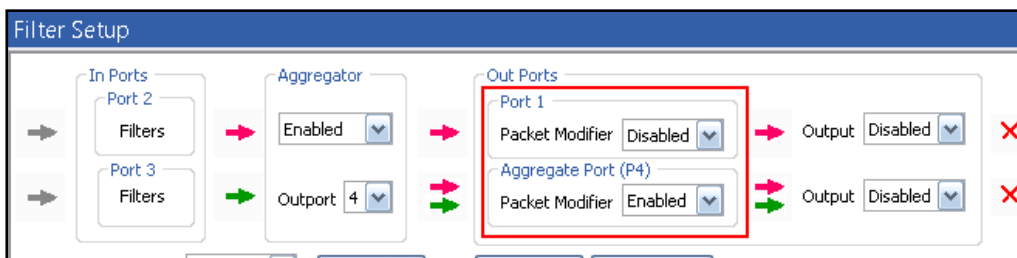 Filter Setup
In Ports
Aggregator
Out Ports
Port 2
Port 1
Filters
Enabled
Packet Modifier Disabled
Output Disabled
Port 3
Aggregate Port (P4)
Filters
Outport 4
Packet Modifier Enabled
Output Disabled